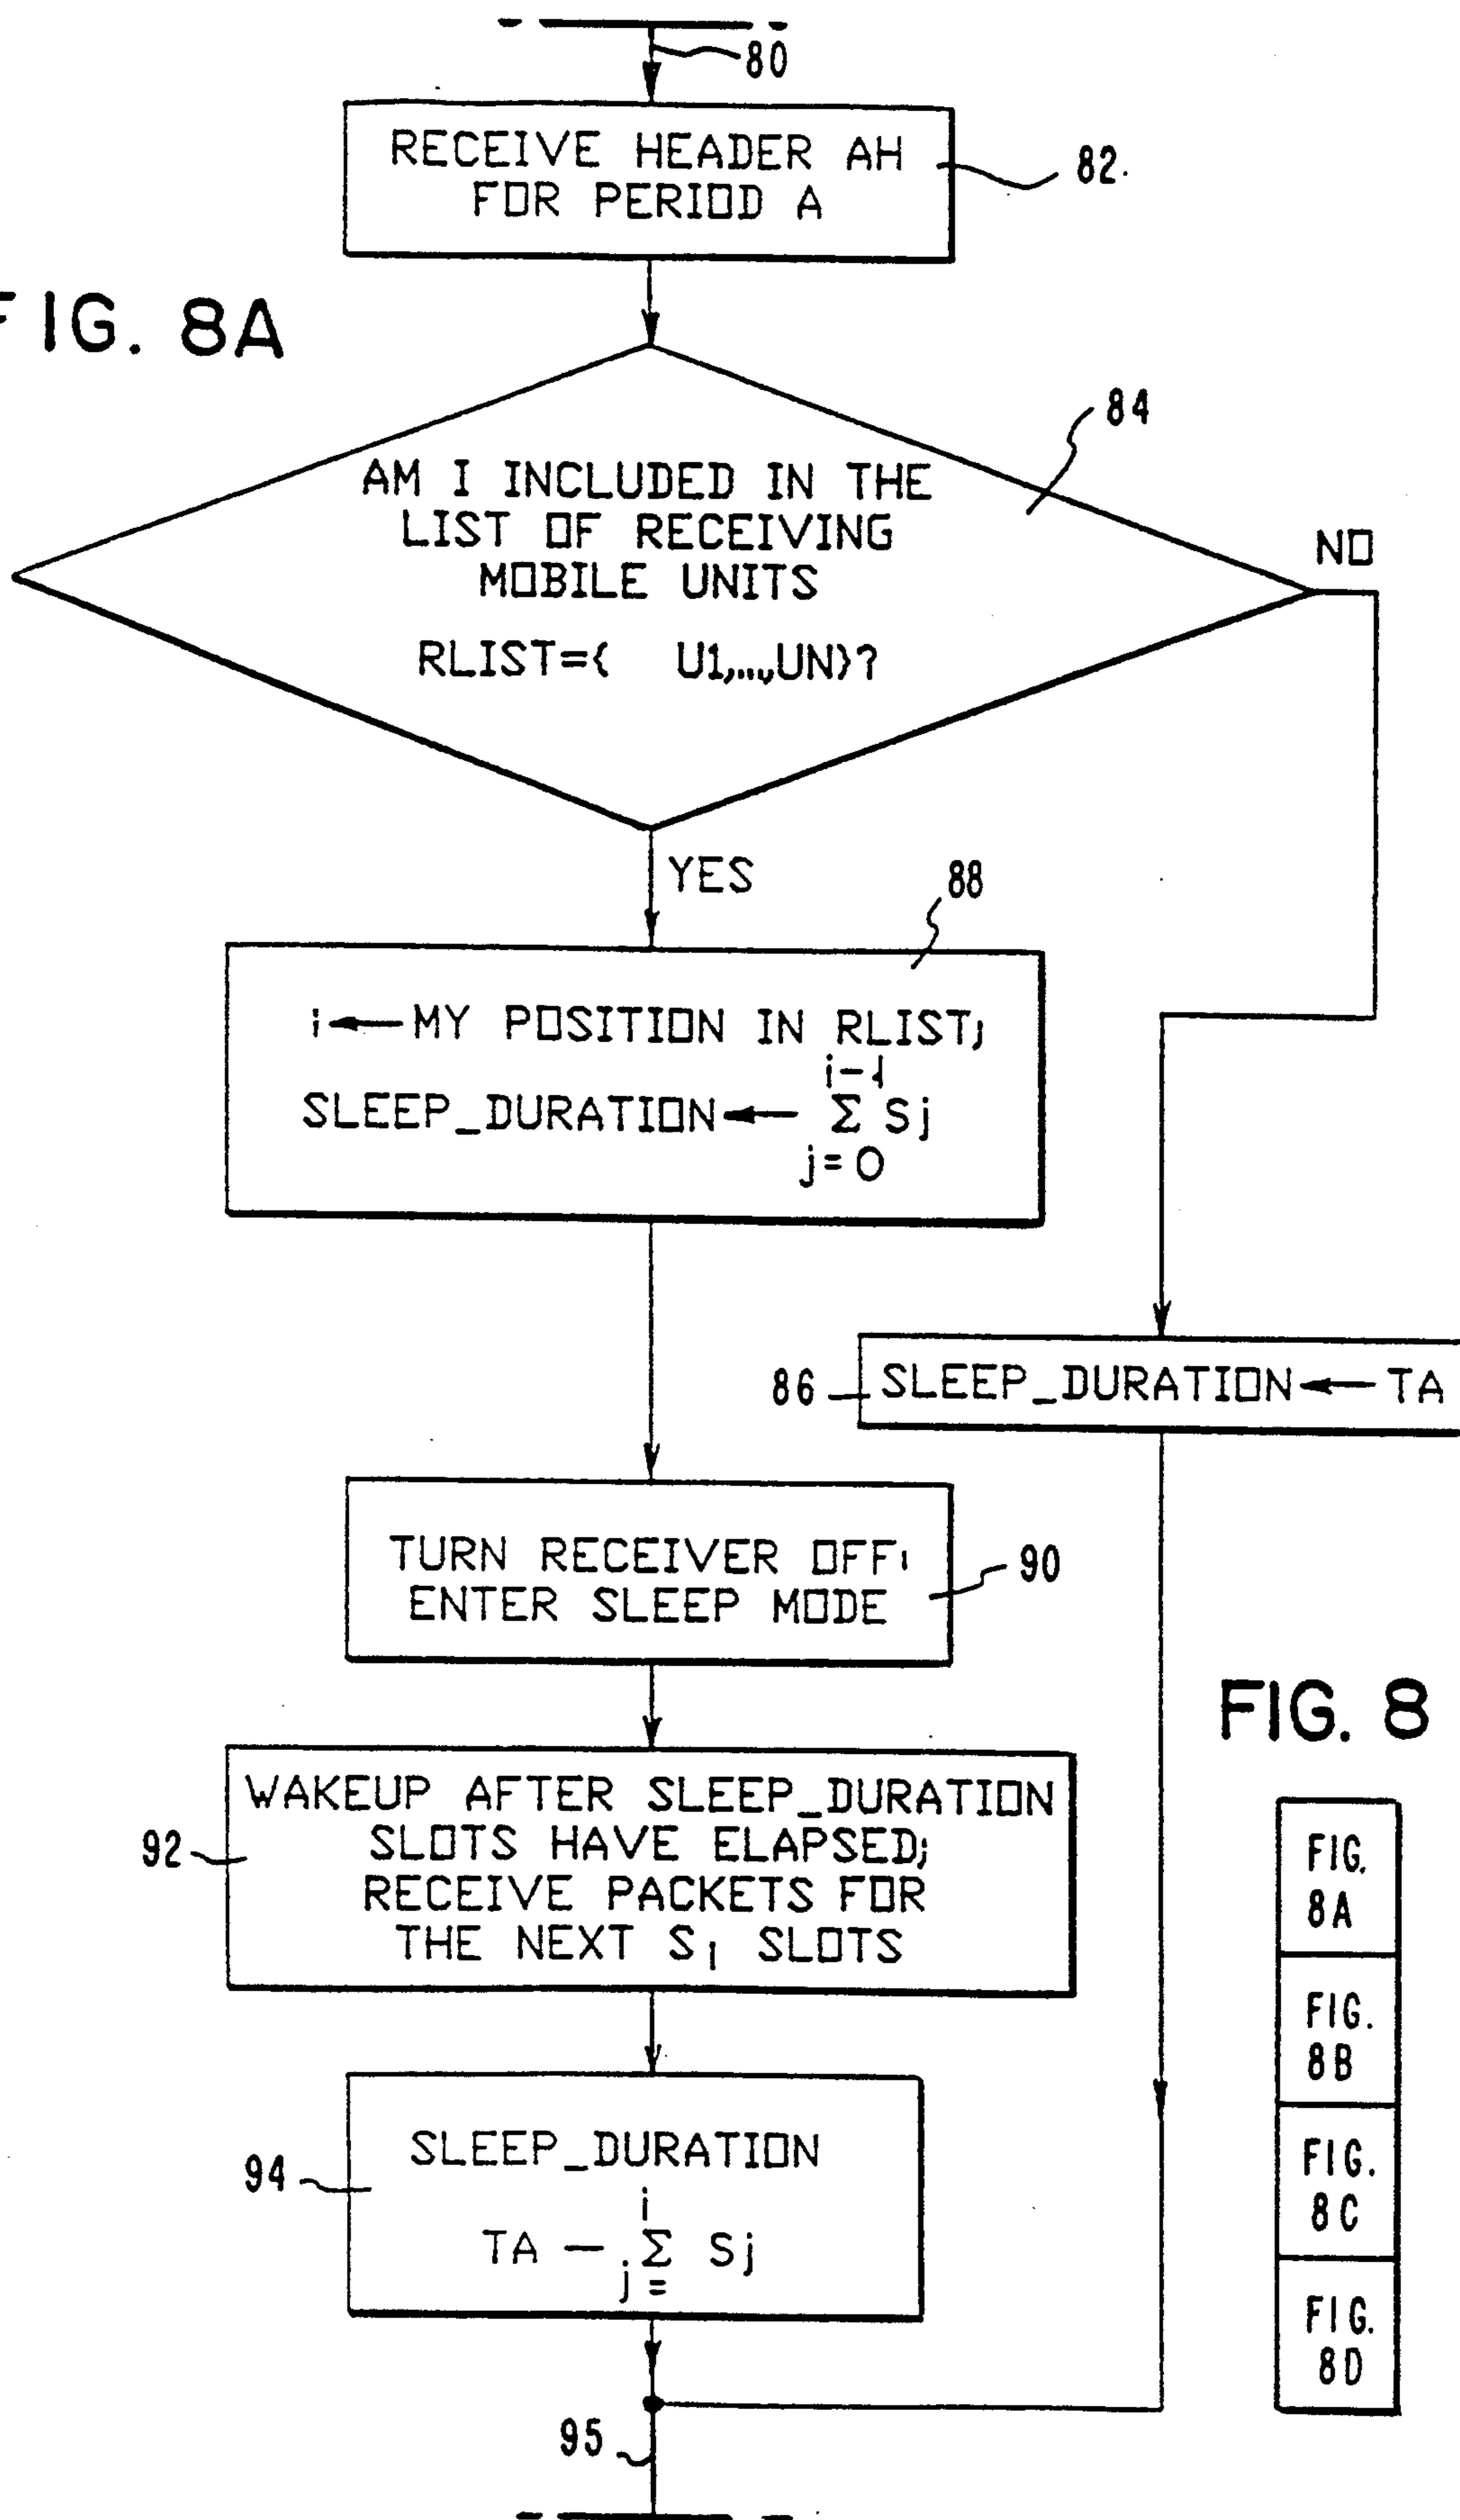 80
RECEIVE HEADER AH
FOR PERIOD A
82
FIG. 8A
84
AM I INCLUDED IN THE
LIST OF RECEIVING
MOBILE UNITS
RLIST={ U1,...,UN}?
NO
YES
88
i←MY POSITION IN RLIST;
i-1
SLEEP_DURATION← Σ Sj
j=0
86
SLEEP_DURATION← TA
TURN RECEIVER OFF;
ENTER SLEEP MODE
90
WAKEUP AFTER SLEEP_DURATION
SLOTS HAVE ELAPSED;
RECEIVE PACKETS FOR
THE NEXT Si SLOTS
92
SLEEP_DURATION
i
TA — Σ Sj
j=
94
95
FIG. 8
FIG.
8A
FIG.
8B
FIG.
8C
FIG.
8D